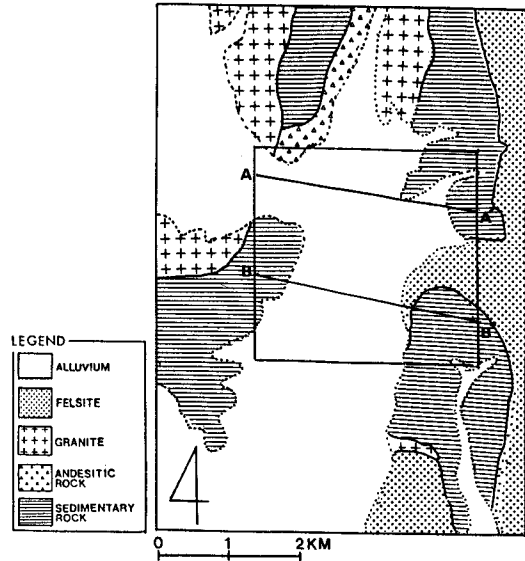 A
A
B
B
LEGEND
ALLUVIUM
FELSITE
GRANITE
ANDESITIC
ROCK
SEDIMENTARY
ROCK
0 1 2 KM